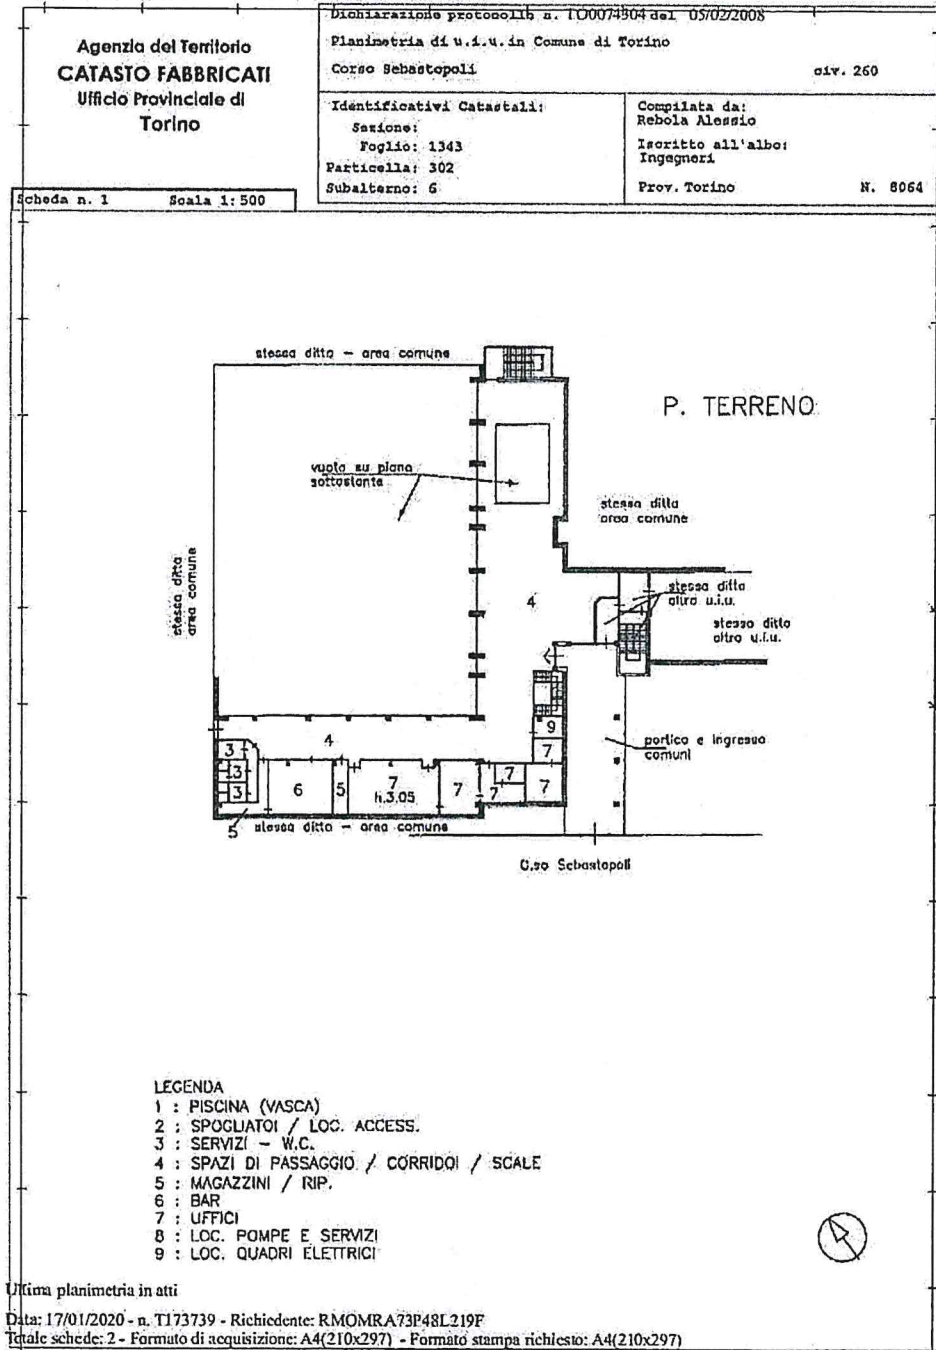 Agenzia del Territorio
CATASTO FABBRICATI
Ufficio Provinciale di
Torino
Dichiarazione protocollo n. TO0074304 del 05/02/2008
Planimetria di u.i.u. in Comune di Torino
Corso Sebastopoli civ. 260
Identificativi Catastali:
Sezione:
Foglio: 1343
Particella: 302
Subalterno: 6
Compilata da:
Rebola Alessio
Iscritto all'albo:
Ingegneri
Prov. Torino N. 8064
Scheda n. 1 Scala 1:500
stessa ditta - area comune
P. TERRENO
vuoto su piano
sottostante
stessa ditta
area comune
stessa ditta
area comune
stessa ditta
altra u.i.u.
4
stessa ditta
altra u.i.u.
9
4
portico e ingresso
comuni
3
7
3
7
7
6
5
h.3,05
7
7
7
3
5
stessa ditta - area comune
C.so Sebastopoli
LEGENDA
1 : PISCINA (VASCA)
2 : SPOGLIATOI / LOC. ACCESS.
3 : SERVIZI - W.C.
4 : SPAZI DI PASSAGGIO / CORRIDOI / SCALE
5 : MAGAZZINI / RIP.
6 : BAR
7 : UFFICI
8 : LOC. POMPE E SERVIZI
9 : LOC. QUADRI ELETTRICI
Ultima planimetria in atti
Data: 17/01/2020 - n. T173739 - Richiedente: RMOMRA73P48L219F
Totale schede: 2 - Formato di acquisizione: A4(210x297) - Formato stampa richiesto: A4(210x297)